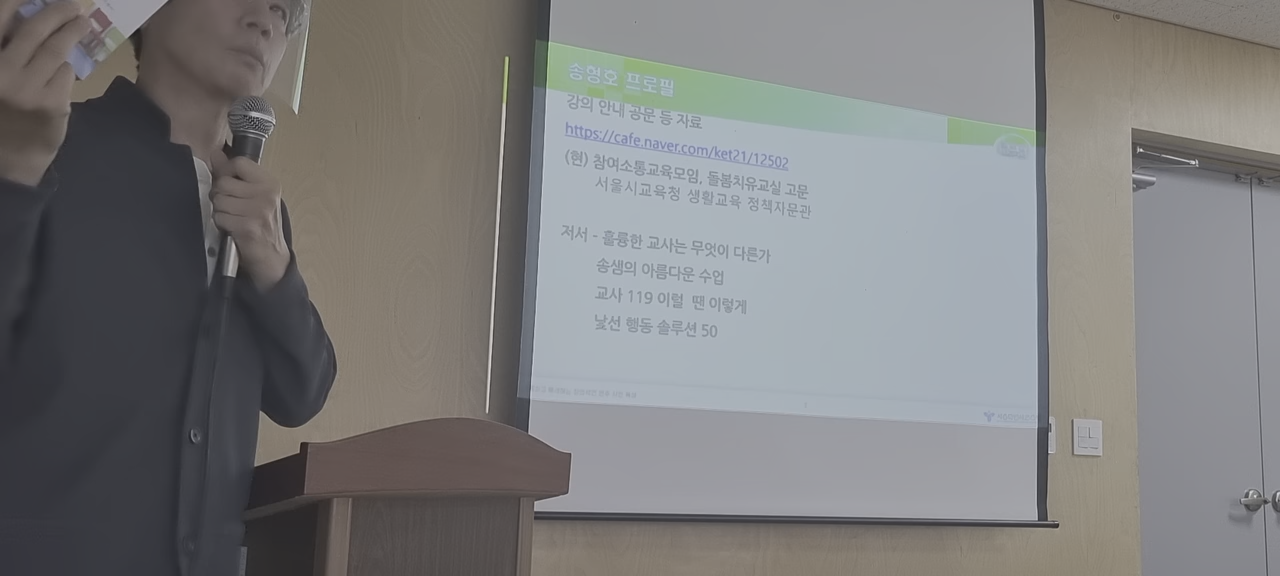 송형호 프로필
강의 안내 공문 등 자료
https://cafe.naver.com/ket21/12502
(현) 참여소통교육모임, 돌봄치유교실 고문
서울시교육청 생활교육 정책자문관
저서 - 훌륭한 교사는 무엇이 다른가
송샘의 아름다운 수업
교사 119 이럴 땐 이렇게
낯선 행동 솔루션 50